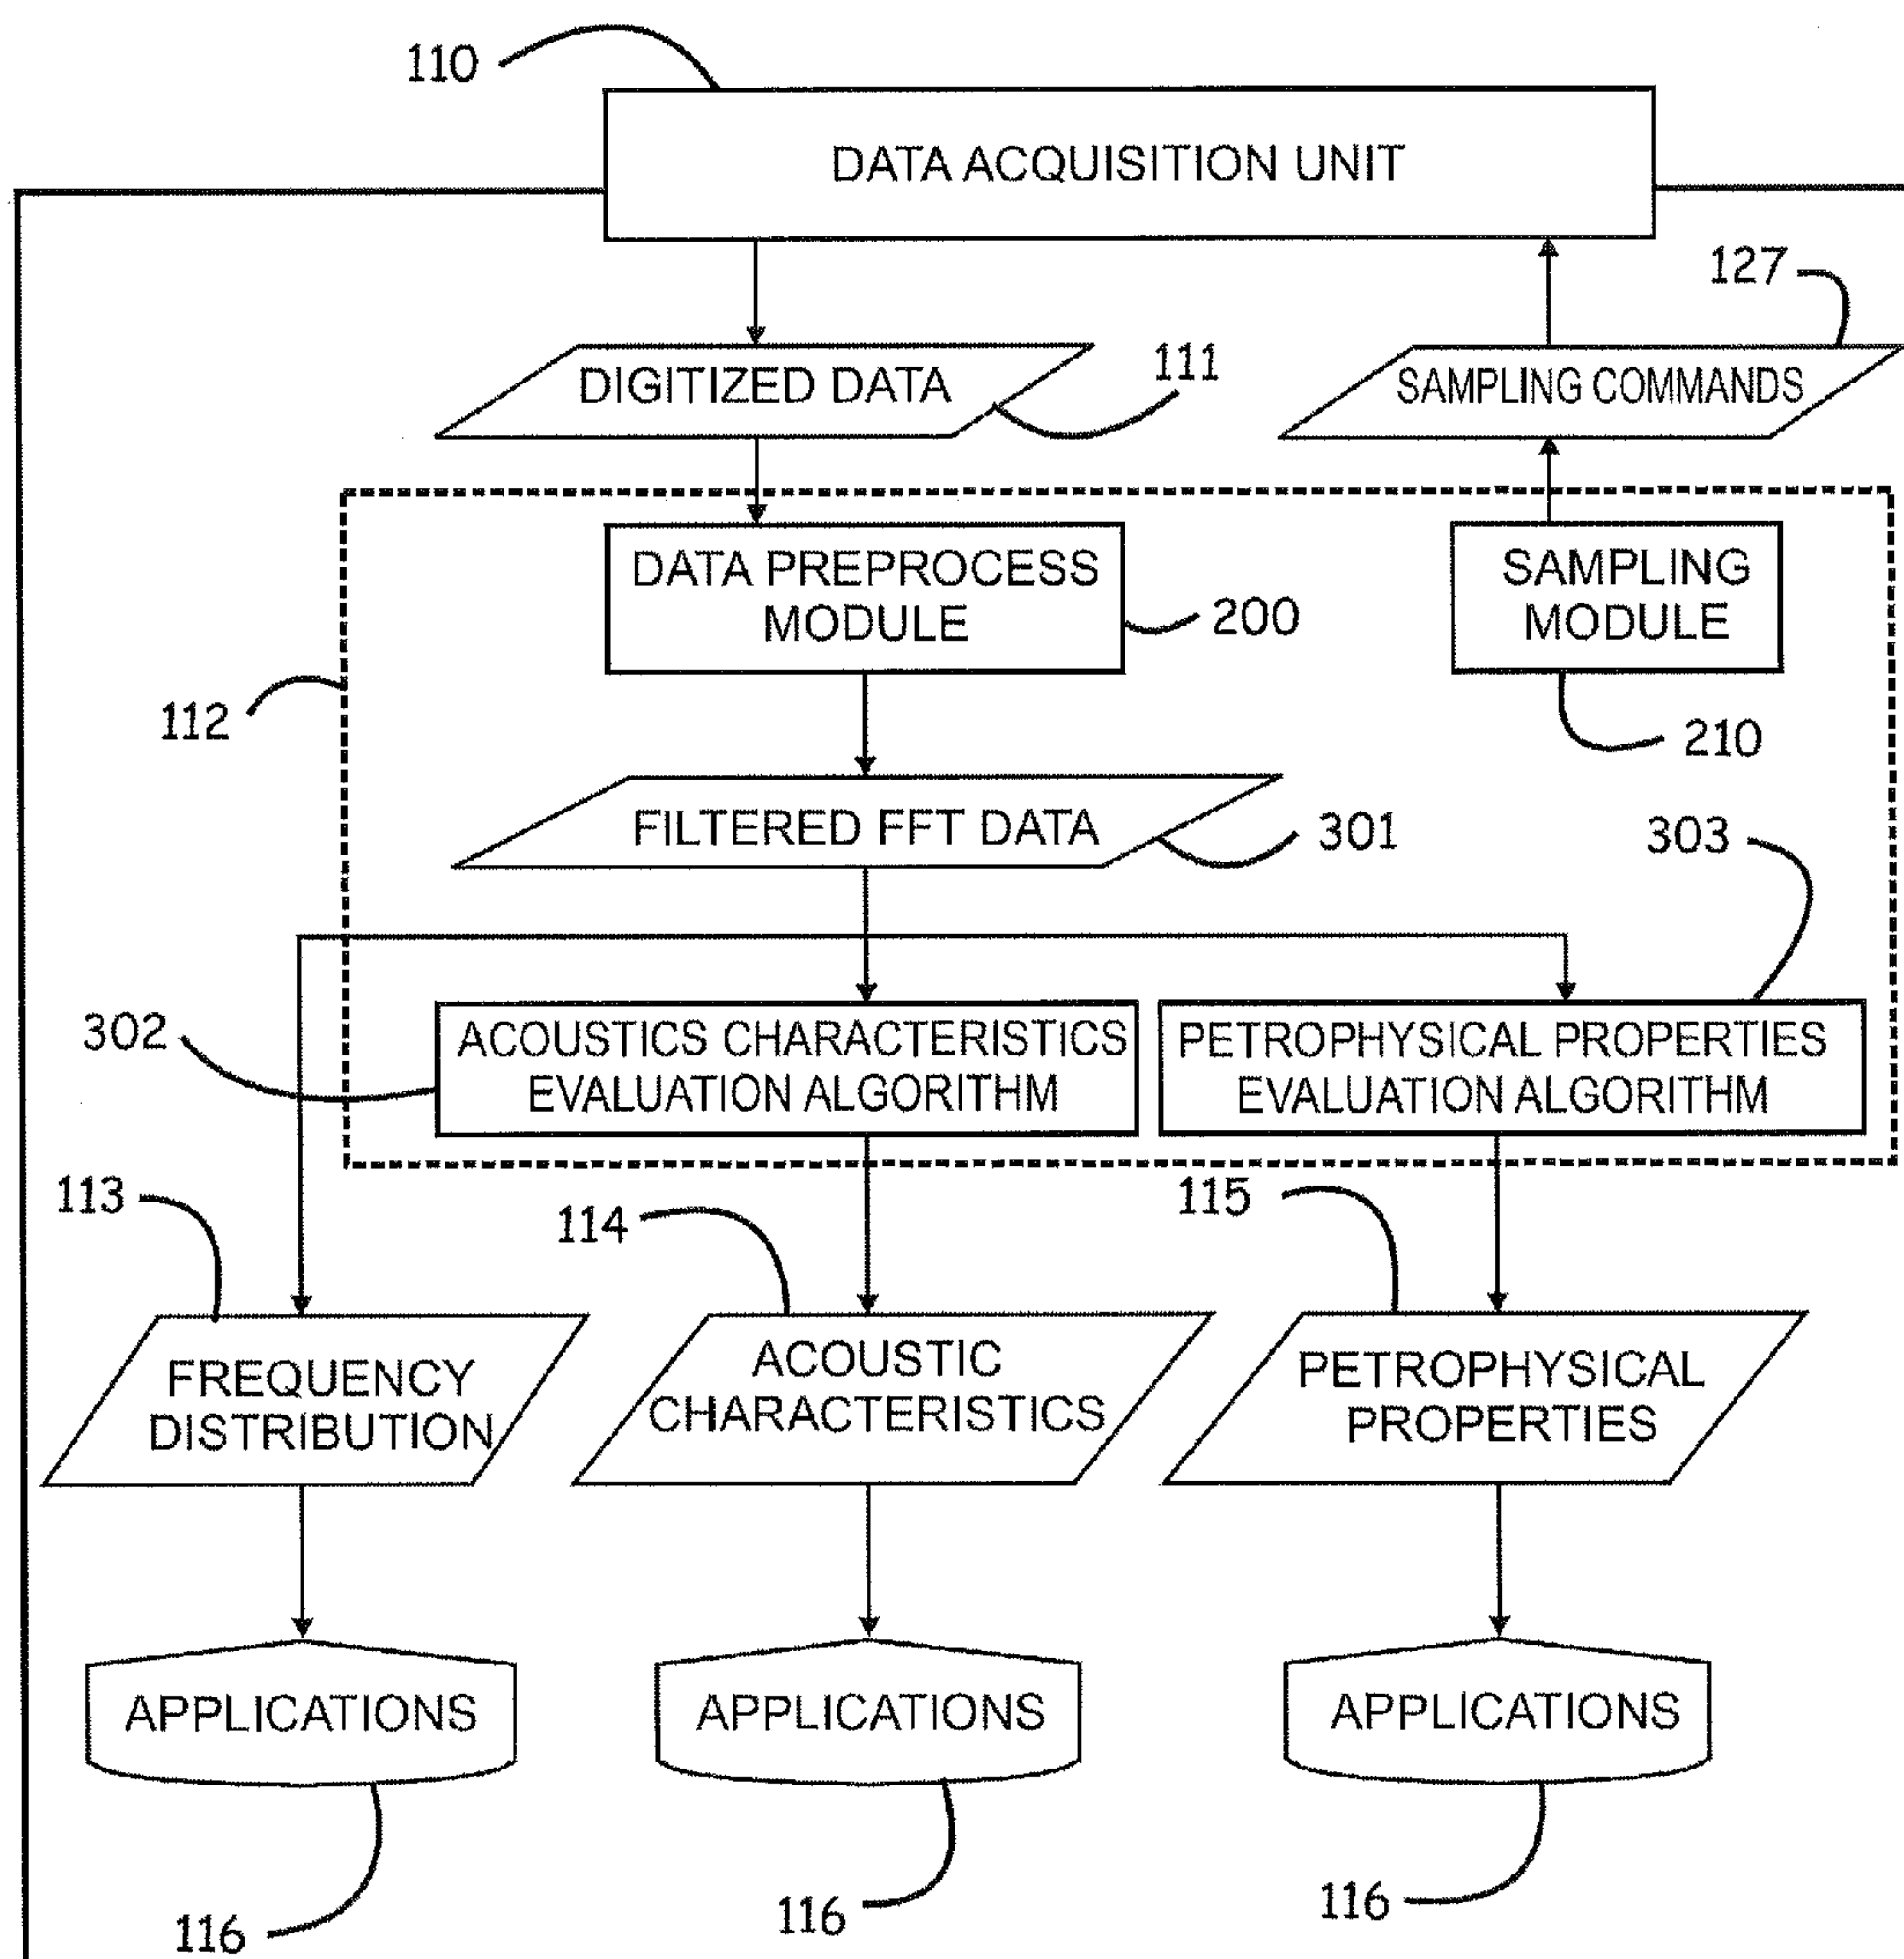 110
DATA ACQUISITION UNIT
127
DIGITIZED DATA
111
SAMPLING COMMANDS
DATA PREPROCESS
MODULE
200
SAMPLING
MODULE
112
210
FILTERED FFT DATA
301
303
302
ACOUSTICS CHARACTERISTICS
EVALUATION ALGORITHM
PETROPHYSICAL PROPERTIES
EVALUATION ALGORITHM
113
114
115
FREQUENCY
DISTRIBUTION
ACOUSTIC
CHARACTERISTICS
PETROPHYSICAL
PROPERTIES
APPLICATIONS
APPLICATIONS
APPLICATIONS
116
116
116